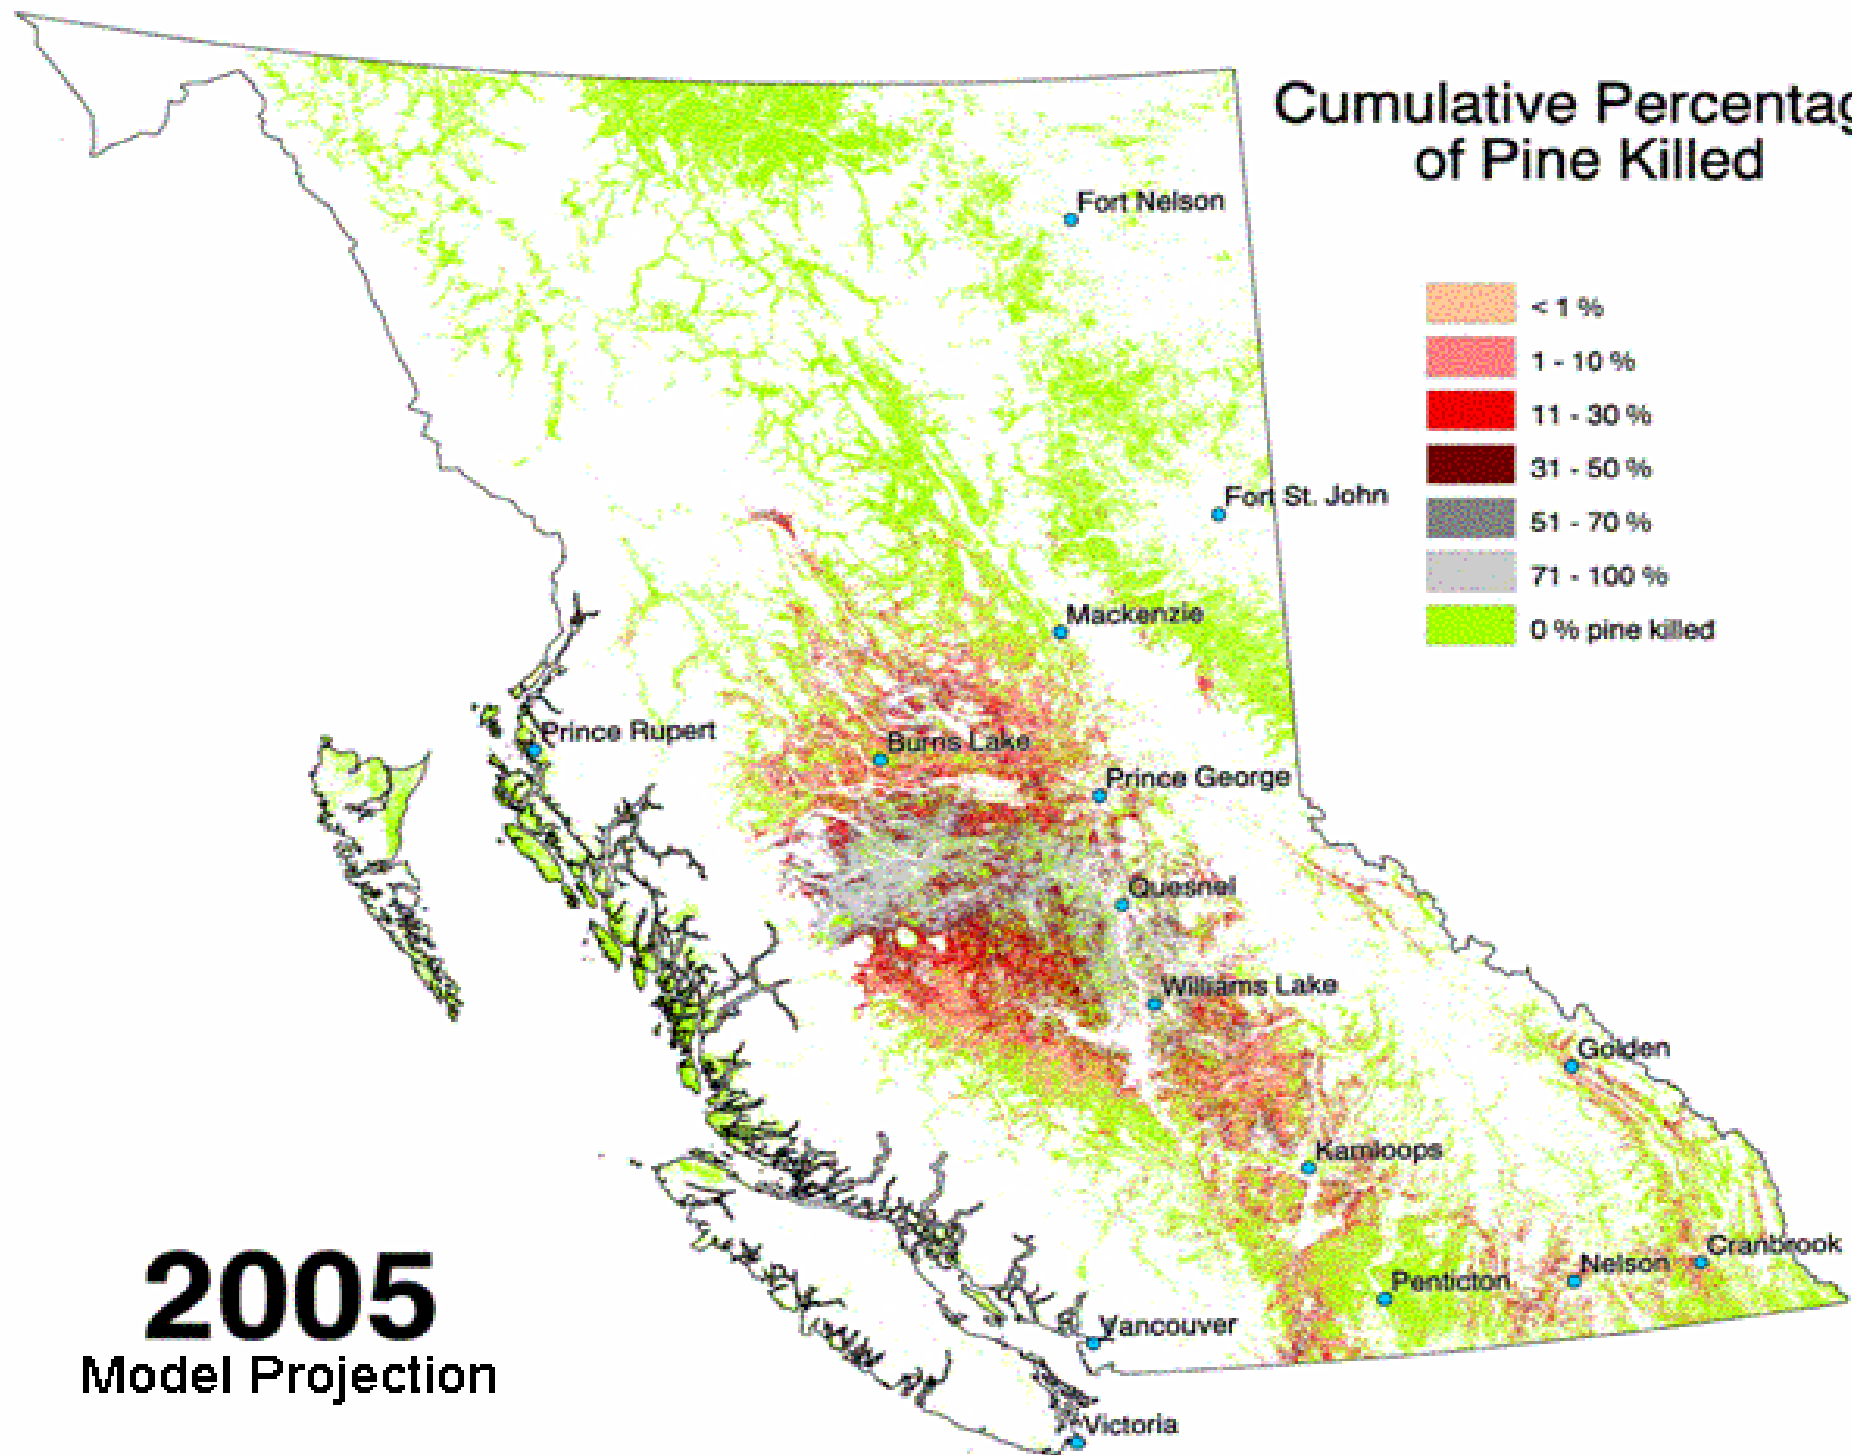 Cumulative Percentag
of Pine Killed
Fort Nelson
< 1 %
1 - 10 %
11 - 30 %
31 - 50 %
Fort St. John
51 - 70 %
71 - 100 %
Mackenzie
0 % pine killed
Prince Rupert
Burns Lake
Prince George
Quesnel
Williams Lake
Golden
Kamloops
Cranbrook
Nelson
Penticton
Vancouver
2005
Model Projection
Victoria